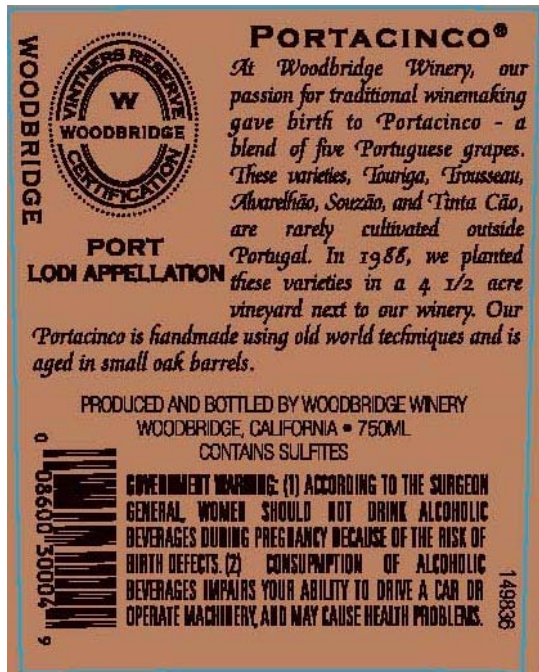 WOODBRIDGE
VINTNERS RESERVE
W
WOODBRIDGE
CERTIFICATION
PORT
LODI APPELLATION
PORTACINCO®
At Woodbridge Winery, our
passion for traditional winemaking
gave birth to Portacinco - a
blend of five Portuguese grapes.
These varieties, Touriga, Trousseau,
Alvarelhão, Souzão, and Tinta Cão,
are rarely cultivated outside
Portugal. In 1988, we planted
these varieties in a 4 1/2 acre
vineyard next to our winery. Our
Portacinco is handmade using old world techniques and is
aged in small oak barrels.
PRODUCED AND BOTTLED BY WOODBRIDGE WINERY
WOODBRIDGE, CALIFORNIA • 750ML
CONTAINS SULFITES
GOVERNMENT WARNING: (1) ACCORDING TO THE SURGEON
GENERAL, WOMEN SHOULD NOT DRINK ALCOHOLIC
BEVERAGES DURING PREGNANCY BECAUSE OF THE RISK OF
BIRTH DEFECTS. (2) CONSUPMTION OF ALCOHOLIC
BEVERAGES IMPAIRS YOUR ABILITY TO DRIVE A CAR OR
OPERATE MACHINERY, AND MAY CAUSE HEALTH PROBLEMS.
0 08600 30004 9
149836